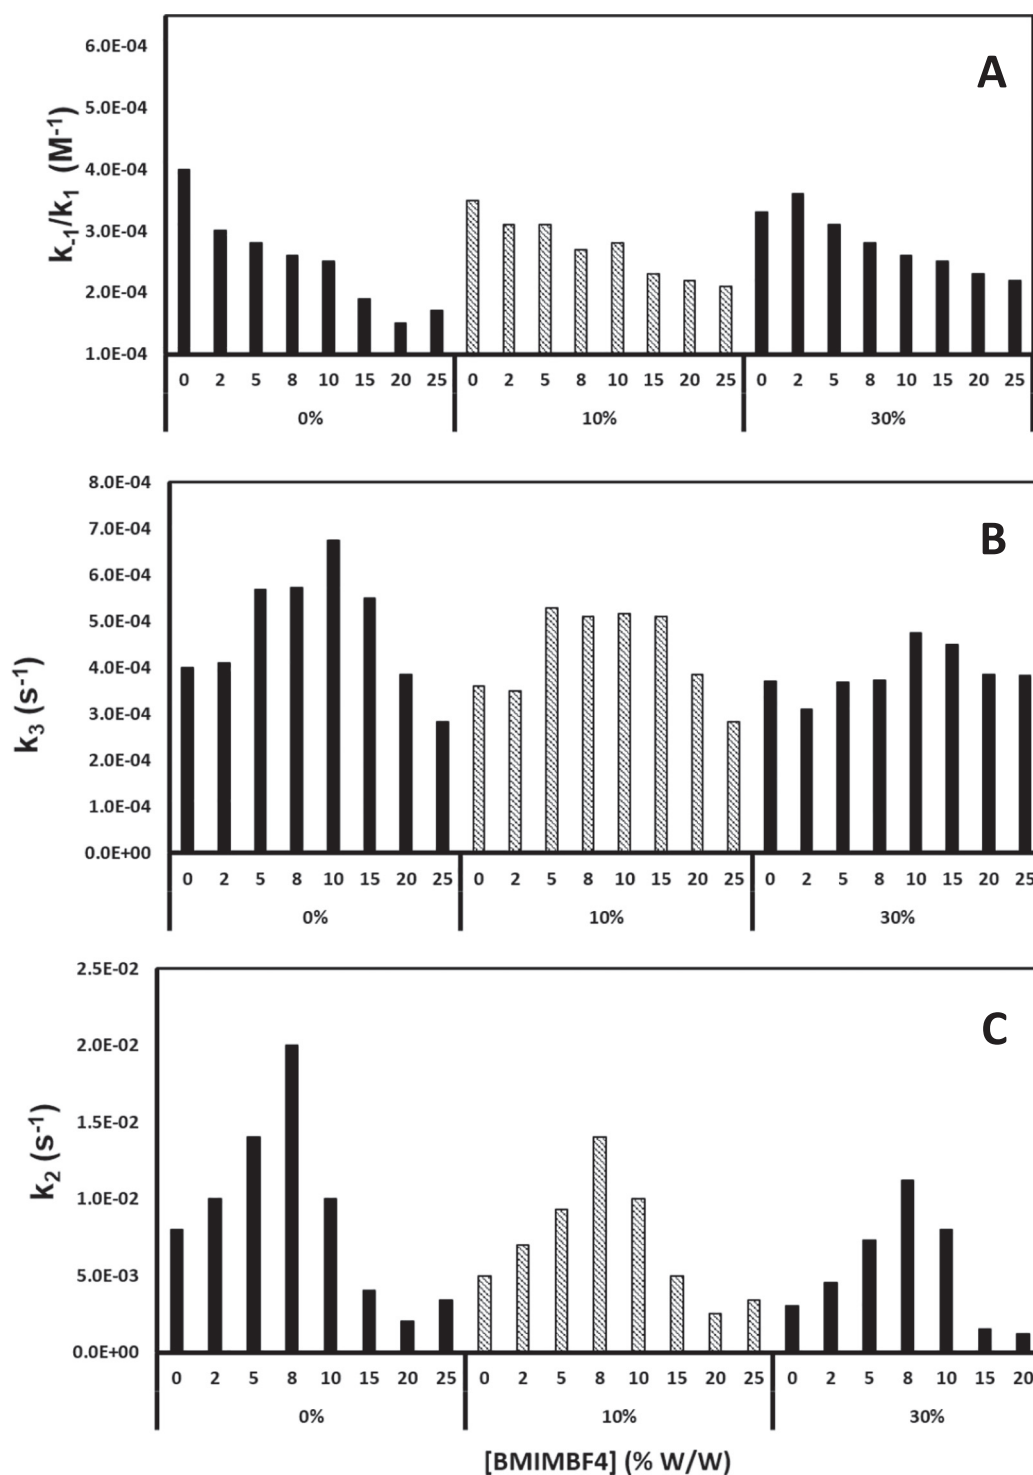 A
k-1/k1 (M-1)
6.0E-04
5.0E-04
4.0E-04
3.0E-04
2.0E-04
1.0E-04
0 2 5 8 10 15 20 25 0 2 5 8 10 15 20 25 0 2 5 8 10 15 20 25
0% 10% 30%
B
k3 (s-1)
8.0E-04
7.0E-04
6.0E-04
5.0E-04
4.0E-04
3.0E-04
2.0E-04
1.0E-04
0.0E+00
0 2 5 8 10 15 20 25 0 2 5 8 10 15 20 25 0 2 5 8 10 15 20 25
0% 10% 30%
C
k2 (s-1)
2.5E-02
2.0E-02
1.5E-02
1.0E-02
5.0E-03
0.0E+00
0 2 5 8 10 15 20 25 0 2 5 8 10 15 20 25 0 2 5 8 10 15 20
0% 10% 30%
[BMIMBF4] (% W/W)